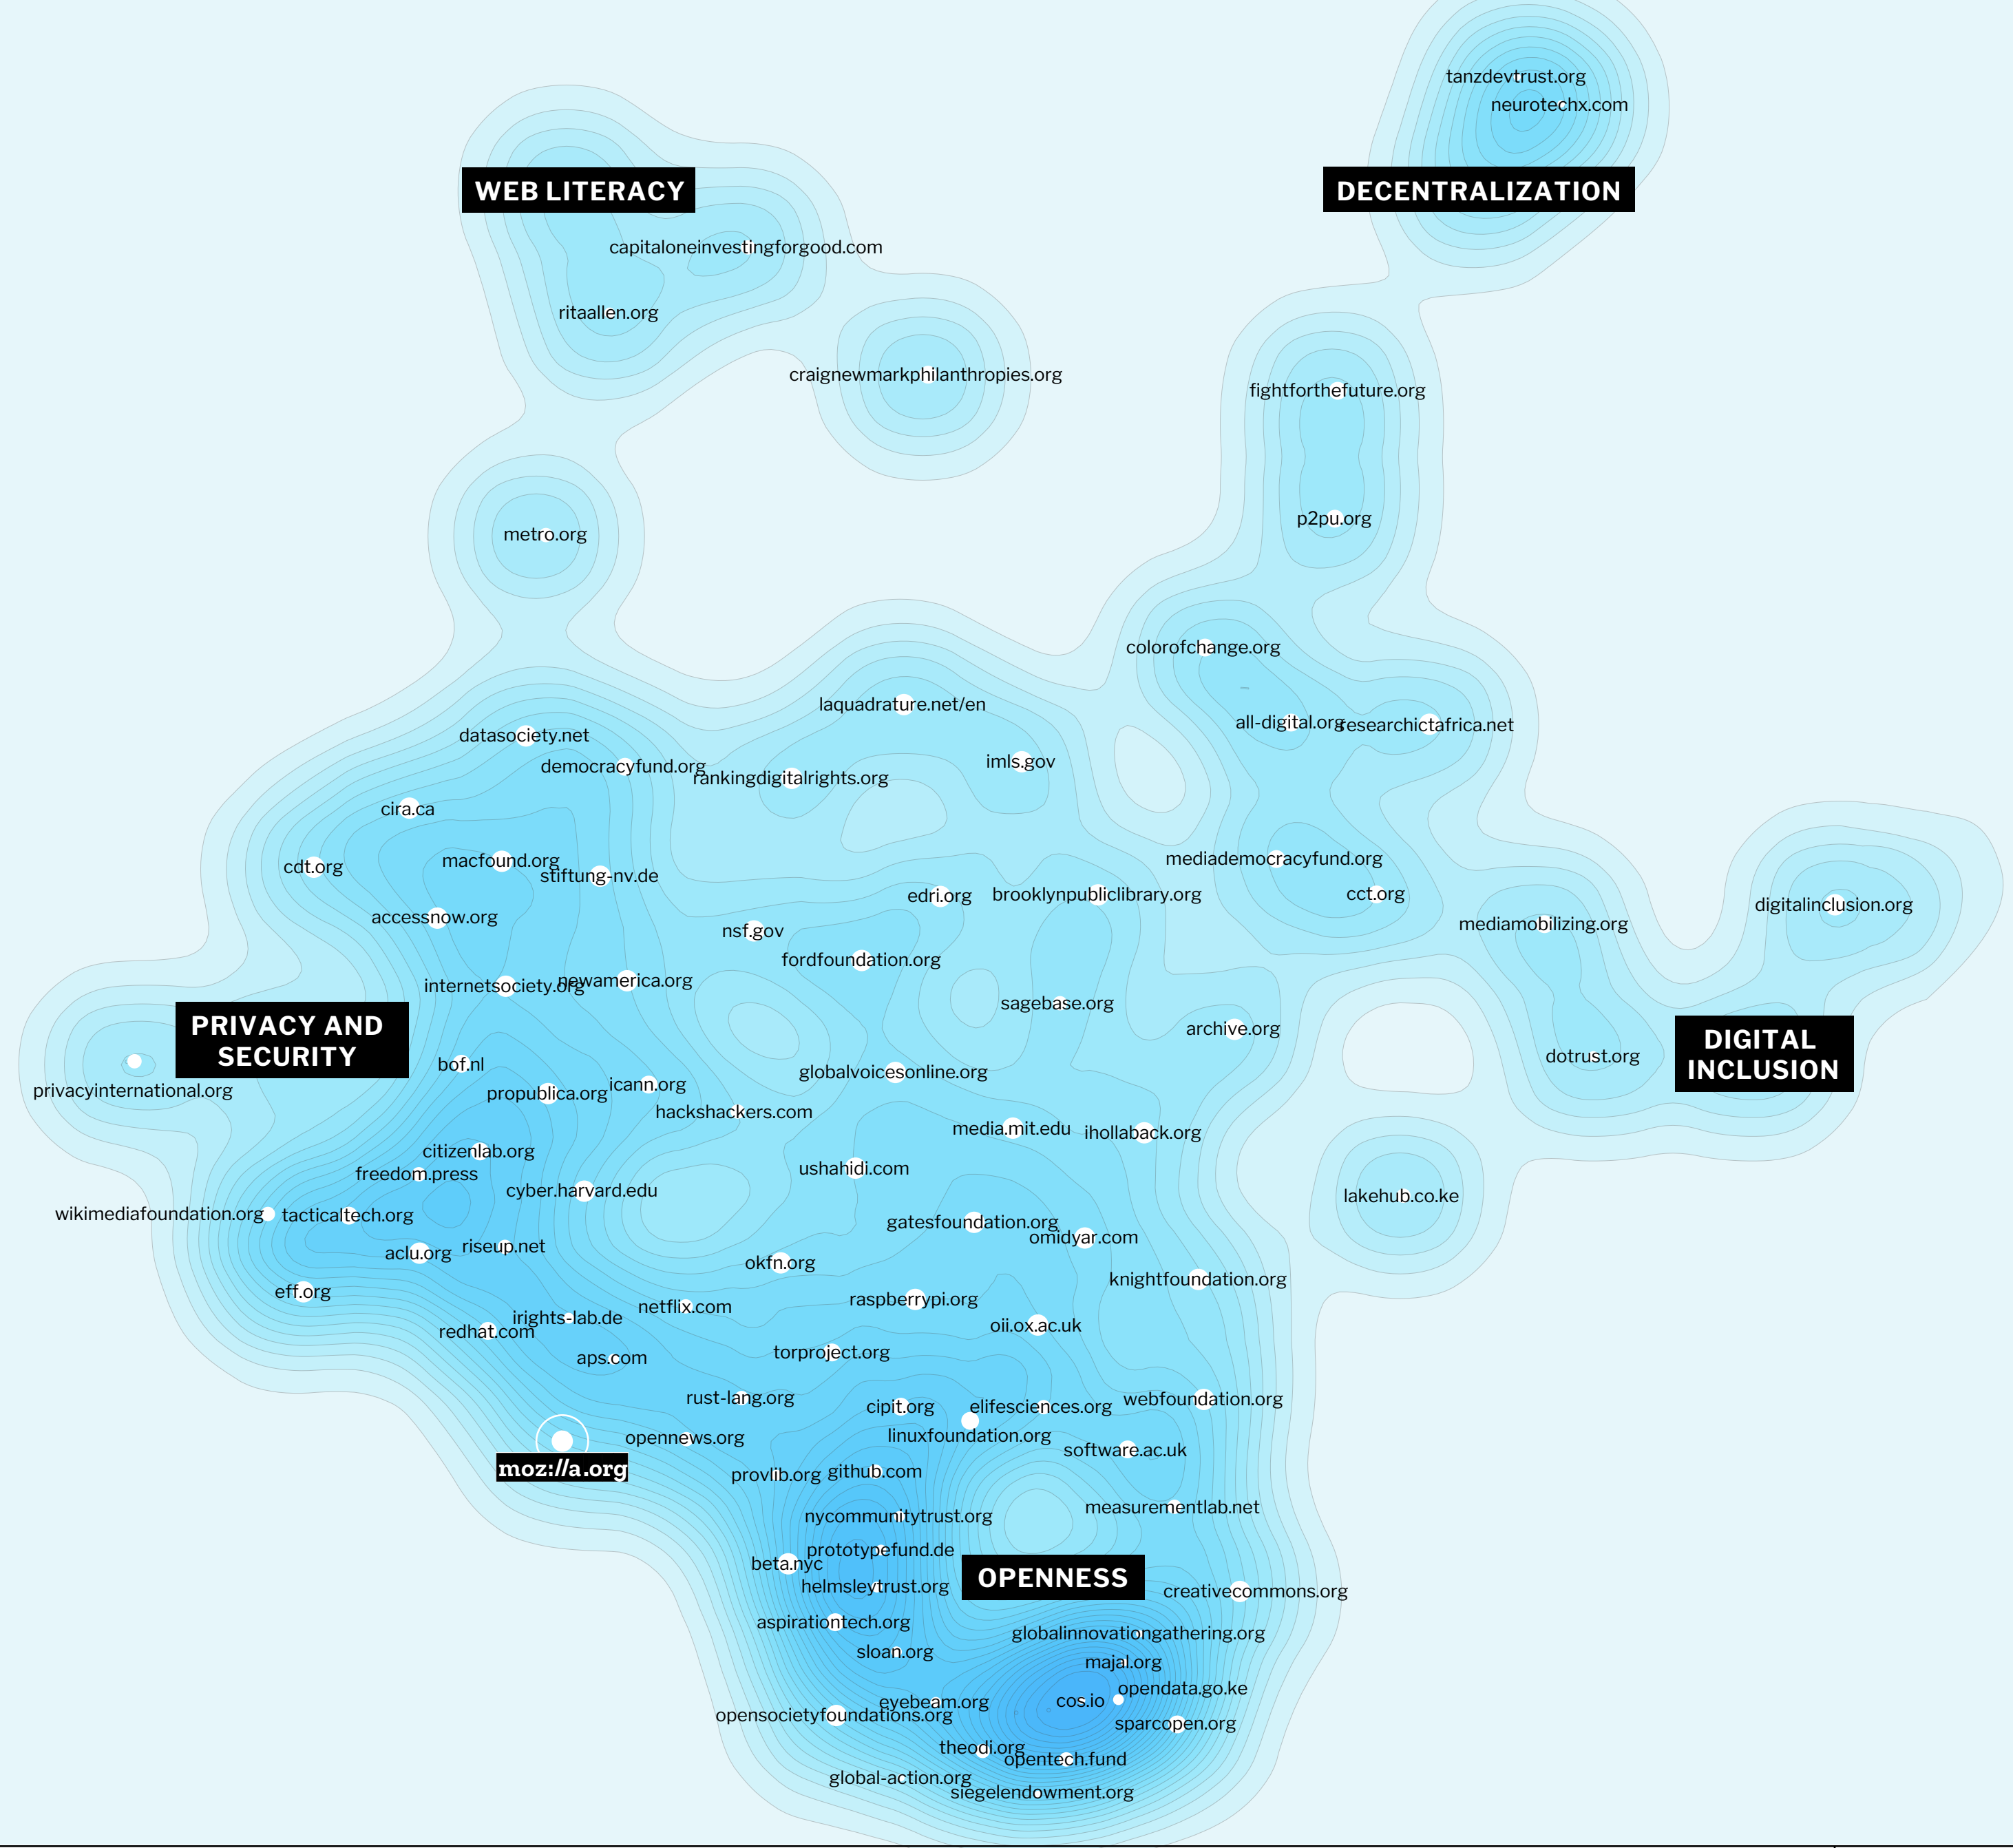 tanzdevtrust.org
neurotechx.com
WEB LITERACY
DECENTRALIZATION
capitaloneinvestingforgood.com
ritaallen.org
craignewmarkphilanthropies.org
fightforthefuture.org
p2pu.org
metro.org
colorofchange.org
laquadrature.net/en
all-digital.org
researchictafrica.net
datasociety.net
democracyfund.org
imls.gov
rankingdigitalrights.org
cira.ca
macfound.org
mediademocracyfund.org
cdt.org
stiftung-nv.de
edri.org
brooklynpubliclibrary.org
cct.org
digitalinclusion.org
accessnow.org
mediamobilizing.org
nsf.gov
fordfoundation.org
newamerica.org
internetsociety.org
sagebase.org
PRIVACY AND
SECURITY
archive.org
DIGITAL
INCLUSION
dotrust.org
bof.nl
globalvoicesonline.org
icann.org
privacyinternational.org
propublica.org
hackshackers.com
media.mit.edu
ihollaback.org
citizenlab.org
ushahidi.com
freedom.press
cyber.harvard.edu
lakehub.co.ke
wikimediafoundation.org
tacticaltech.org
gatesfoundation.org
omidyar.com
riseup.net
aclu.org
okfn.org
knightfoundation.org
eff.org
raspberrypi.org
netflix.com
irights-lab.de
oii.ox.ac.uk
redhat.com
torproject.org
aps.com
rust-lang.org
webfoundation.org
cipit.org
elifesciences.org
linuxfoundation.org
opennews.org
software.ac.uk
moz://a.org
github.com
provlib.org
measurementlab.net
nycommunitytrust.org
prototypefund.de
beta.nyc
OPENNESS
helmsleytrust.org
creativecommons.org
aspirationtech.org
globalinnovationgathering.org
sloan.org
majal.org
opendata.go.ke
cos.io
eyebeam.org
opensocietyfoundations.org
sparcopen.org
theodi.org
opentech.fund
global-action.org
siegelendowment.org